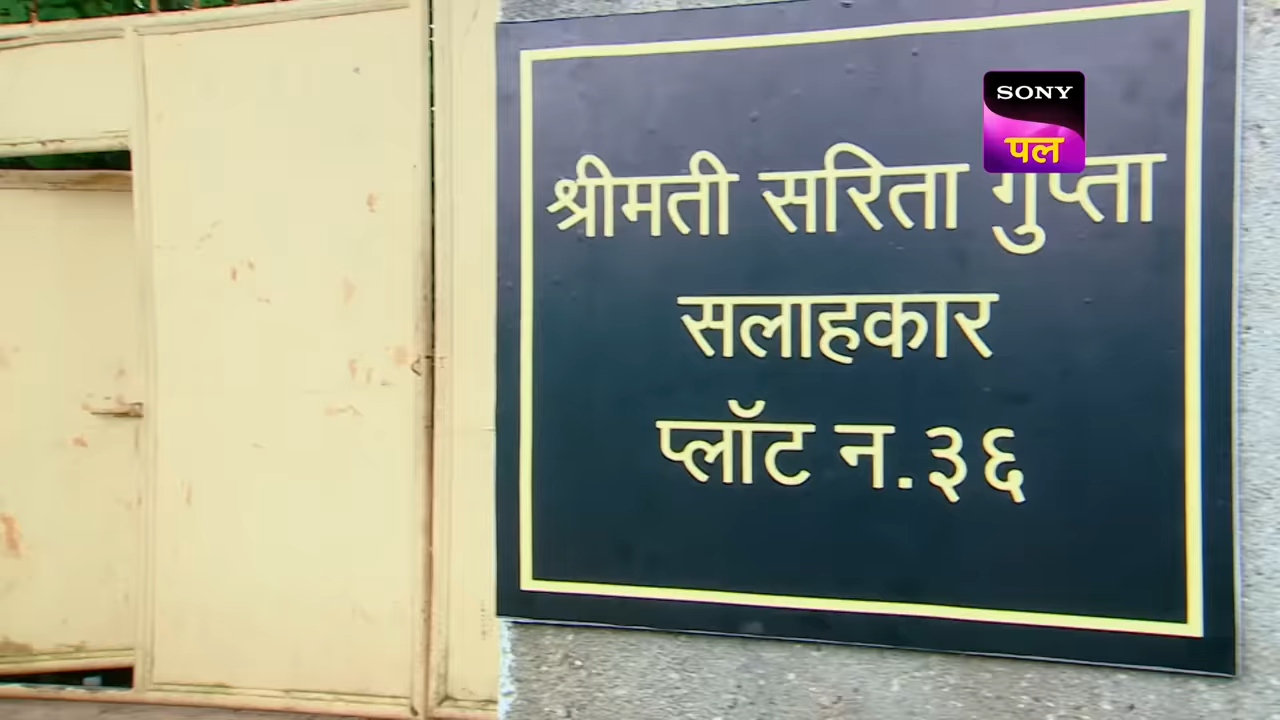 SONY
पल
श्रीमती सरिता गुप्ता
सलाहकार
प्लॉट न.३६